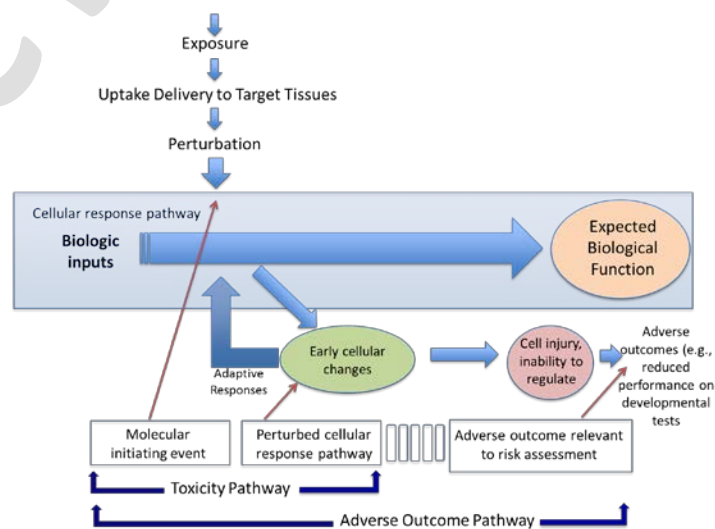 Exposure
Uptake Delivery to Target Tissues
Perturbation
Cellular response pathway
Biologic
inputs
Expected
Biological
Function
Adaptive
Responses
Early cellular
changes
Cell injury,
inability to
regulate
Adverse
outcomes (e.g.,
reduced
performance on
developmental
tests
Molecular
initiating event
Perturbed cellular
response pathway
Adverse outcome relevant
to risk assessment
Toxicity Pathway
Adverse Outcome Pathway